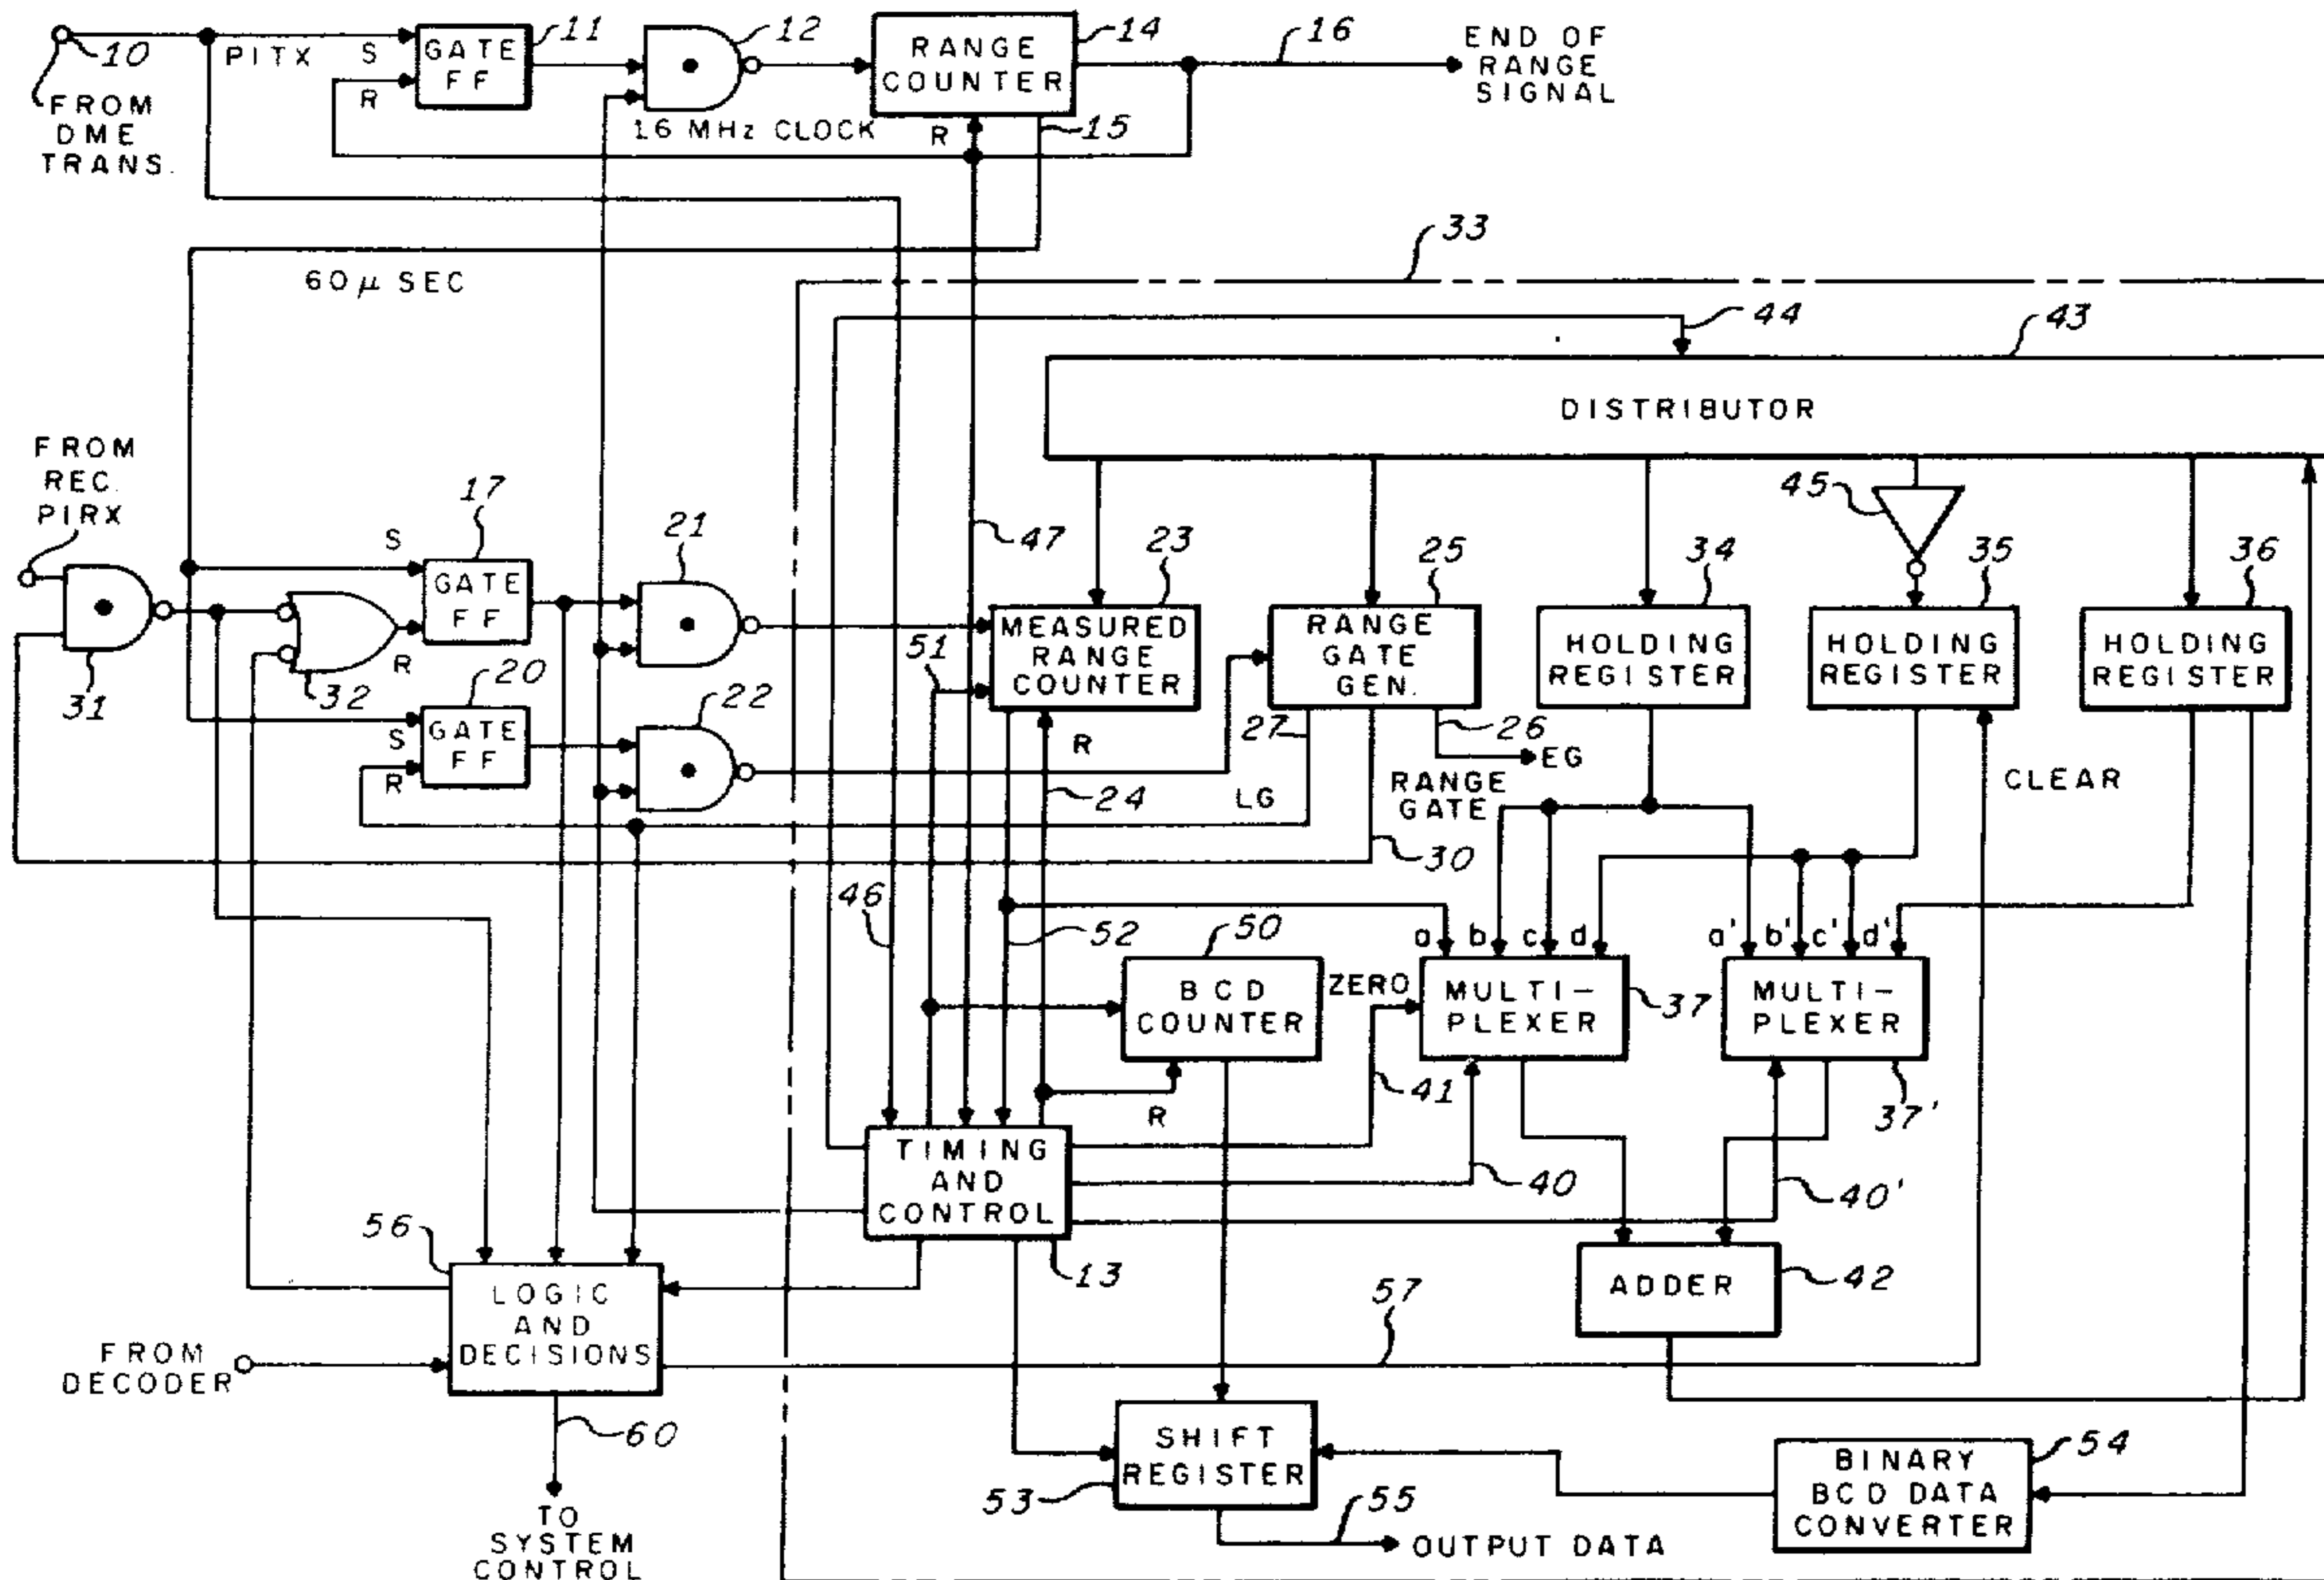 10
FROM
DME
TRANS.
PITX
S
R
GATE
FF
11
12
16 MHz CLOCK
RANGE
COUNTER
14
R
15
16
END OF
RANGE
SIGNAL
60 μ SEC
33
44
43
DISTRIBUTOR
FROM
REC.
PIRX
31
32
S
17
GATE
FF
R
20
S
GATE
FF
R
21
22
47
45
51
23
MEASURED
RANGE
COUNTER
R
24
25
RANGE
GATE
GEN.
27
26
EG
LG
RANGE
GATE
30
34
HOLDING
REGISTER
35
HOLDING
REGISTER
36
HOLDING
REGISTER
CLEAR
46
52
50
BCD
COUNTER
R
ZERO
a
b
c
d
MULTI-
PLEXER
37
a'
b'
c'
d'
MULTI-
PLEXER
37'
41
40
40'
TIMING
AND
CONTROL
13
ADDER
42
56
LOGIC
AND
DECISIONS
FROM
DECODER
57
60
TO
SYSTEM
CONTROL
SHIFT
REGISTER
53
55
OUTPUT DATA
BINARY
BCD DATA
CONVERTER
54